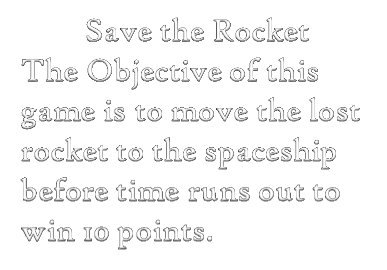 Save the Rocket
The Objective of this
game is to move the lost
rocket to the spaceship
before time runs out to
win 10 points.